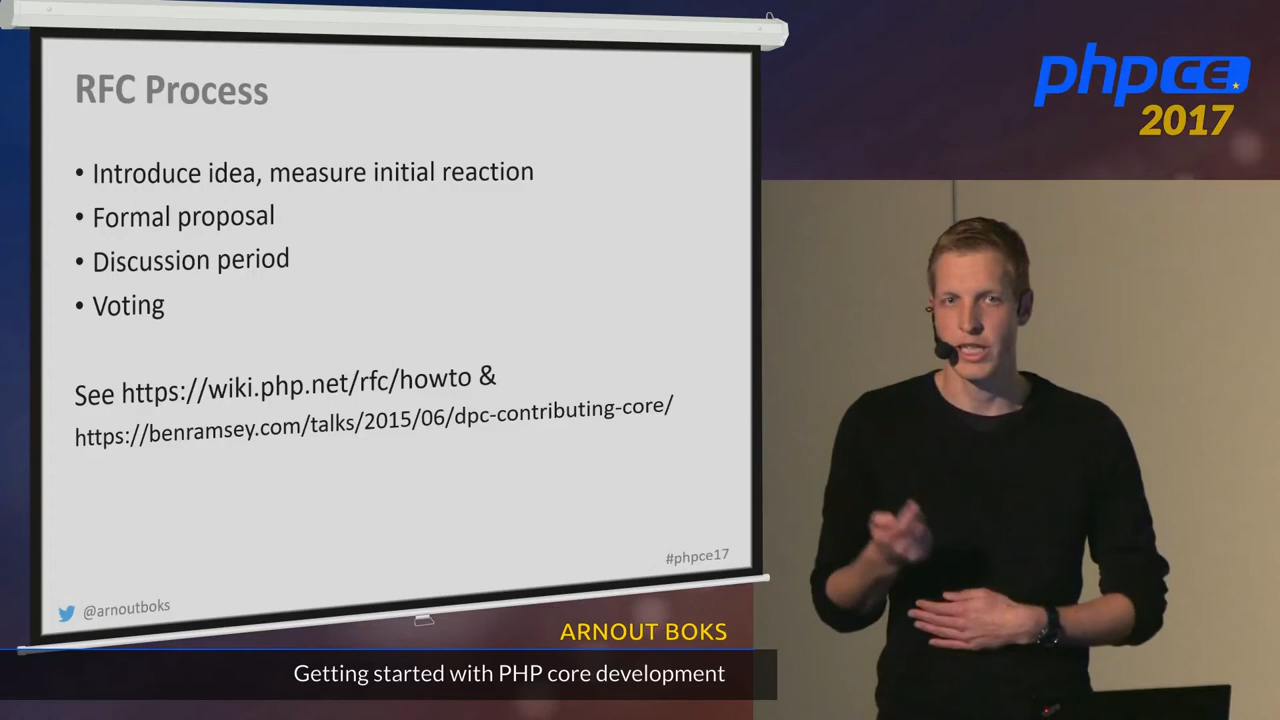 RFC Process
• Introduce idea, measure initial reaction
• Formal proposal
• Discussion period
• Voting
See https://wiki.php.net/rfc/howto &
https://benramsey.com/talks/2015/06/dpc-contributing-core/
#phpce17
@arnoutboks
phpCE
2017
ARNOUT BOKS
Getting started with PHP core development